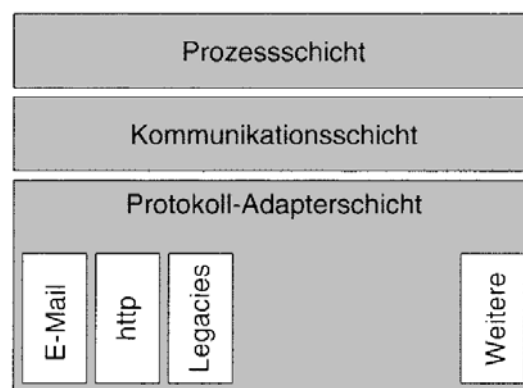 Prozessschicht
Kommunikationsschicht
Protokoll-Adapterschicht
E-Mail
http
Legacies
Weitere